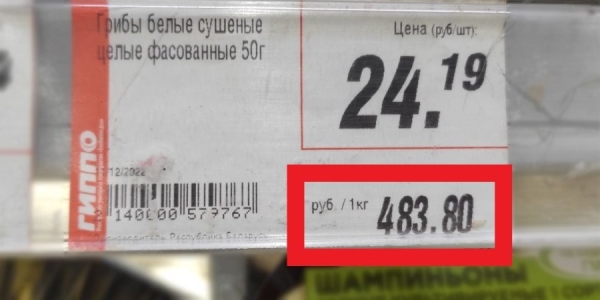 Грибы белые сушеные
целые фасованные 50г
Цена (руб/шт):
24.19
ГИППО
12/2022
руб. / 1кг 483.80
ШАМПИНЬОНЫ